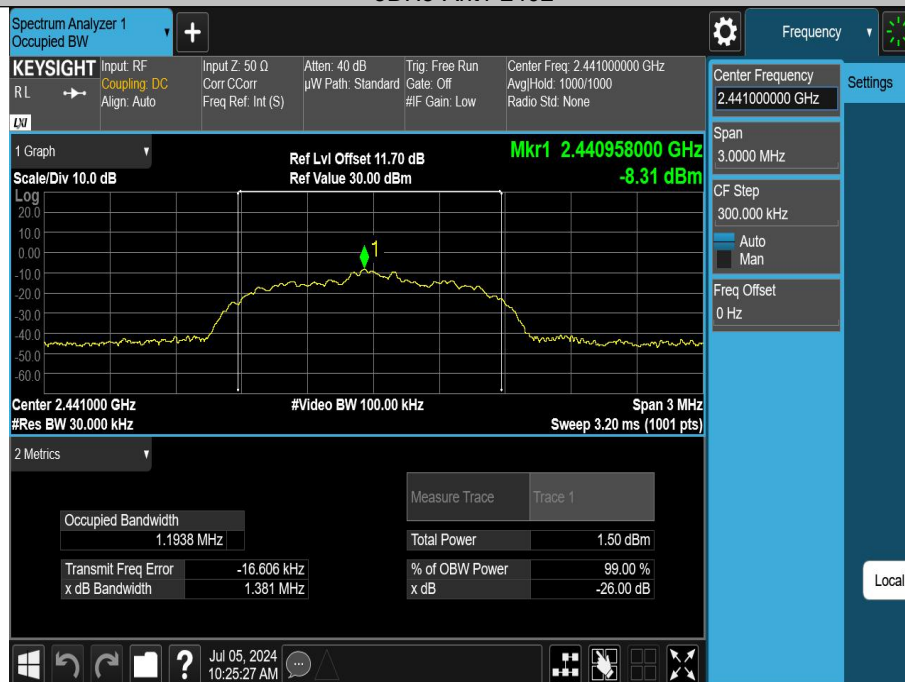 Spectrum Analyzer 1
Occupied BW
+
Frequency
KEYSIGHT
RL
LXI
Input: RF
Coupling: DC
Align: Auto
Input Z: 50 Ω
Corr CCorr
Freq Ref: Int (S)
Atten: 40 dB
µW Path: Standard
Trig: Free Run
Gate: Off
#IF Gain: Low
Center Freq: 2.441000000 GHz
Avg|Hold: 1000/1000
Radio Std: None
Center Frequency
2.441000000 GHz
Settings
Span
3.0000 MHz
CF Step
300.000 kHz
Auto
Man
Freq Offset
0 Hz
Local
1 Graph
Scale/Div 10.0 dB
Ref Lvl Offset 11.70 dB
Ref Value 30.00 dBm
Mkr1 2.440958000 GHz
-8.31 dBm
Log
20.0
10.0
0.00
-10.0
-20.0
-30.0
-40.0
-50.0
-60.0
1
Center 2.441000 GHz
#Res BW 30.000 kHz
#Video BW 100.00 kHz
Span 3 MHz
Sweep 3.20 ms (1001 pts)
2 Metrics
Measure Trace Trace 1
Occupied Bandwidth
1.1938 MHz
Total Power 1.50 dBm
Transmit Freq Error -16.606 kHz
% of OBW Power 99.00 %
x dB Bandwidth 1.381 MHz
x dB -26.00 dB
?
Jul 05, 2024
10:25:27 AM